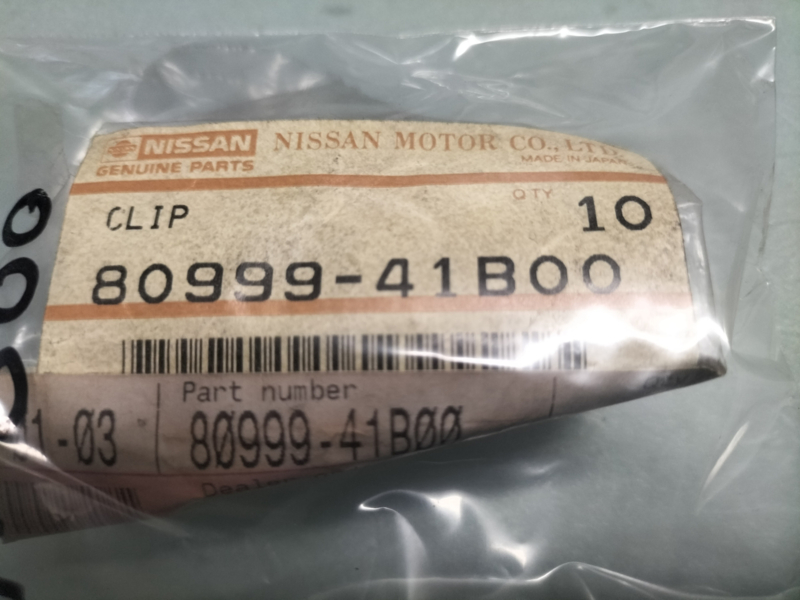 NISSAN NISSAN MOTOR CO., LTD.
GENUINE PARTS MADE IN JAPAN
QTY
CLIP 10
80999-41B00
Part number
1-03 80999-41B00
Dealer